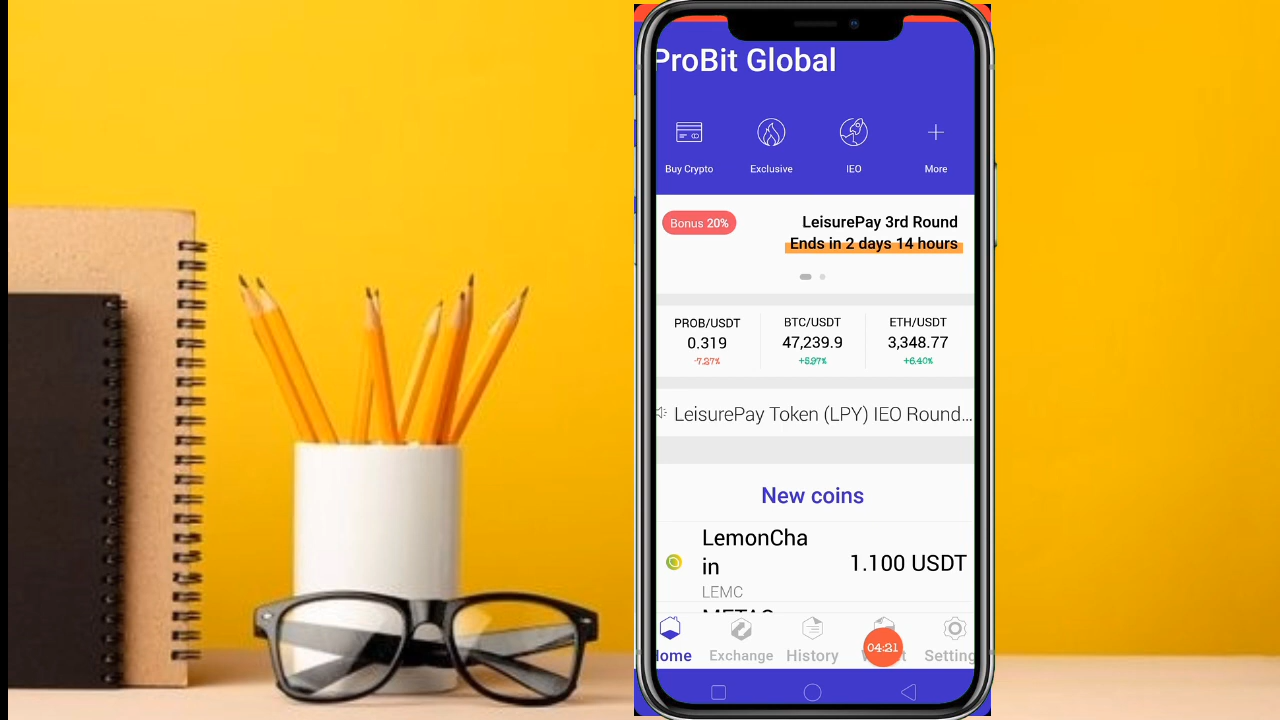 ProBit Global
Buy Crypto
Exclusive
IEO
More
Bonus 20%
LeisurePay 3rd Round
Ends in 2 days 14 hours
PROB/USDT
0.319
-7.27%
BTC/USDT
47,239.9
+5.97%
ETH/USDT
3,348.77
+6.40%
LeisurePay Token (LPY) IEO Round...
New coins
LemonCha
in
1.100 USDT
LEMC
Home
Exchange
History
04:21
Setting